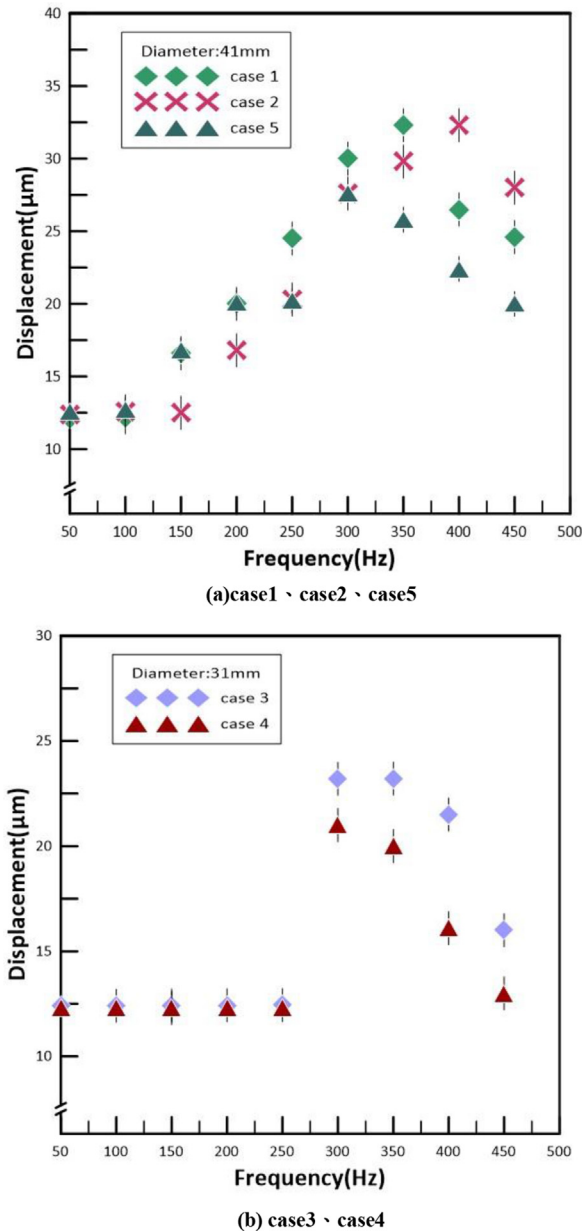 40
35
30
25
20
15
10
Displacement(μm)
Diameter:41mm
case 1
case 2
case 5
50 100 150 200 250 300 350 400 450 500
Frequency(Hz)
(a)case1、case2、case5
30
25
20
15
10
Displacement(μm)
Diameter:31mm
case 3
case 4
50 100 150 200 250 300 350 400 450 500
Frequency(Hz)
(b) case3、case4